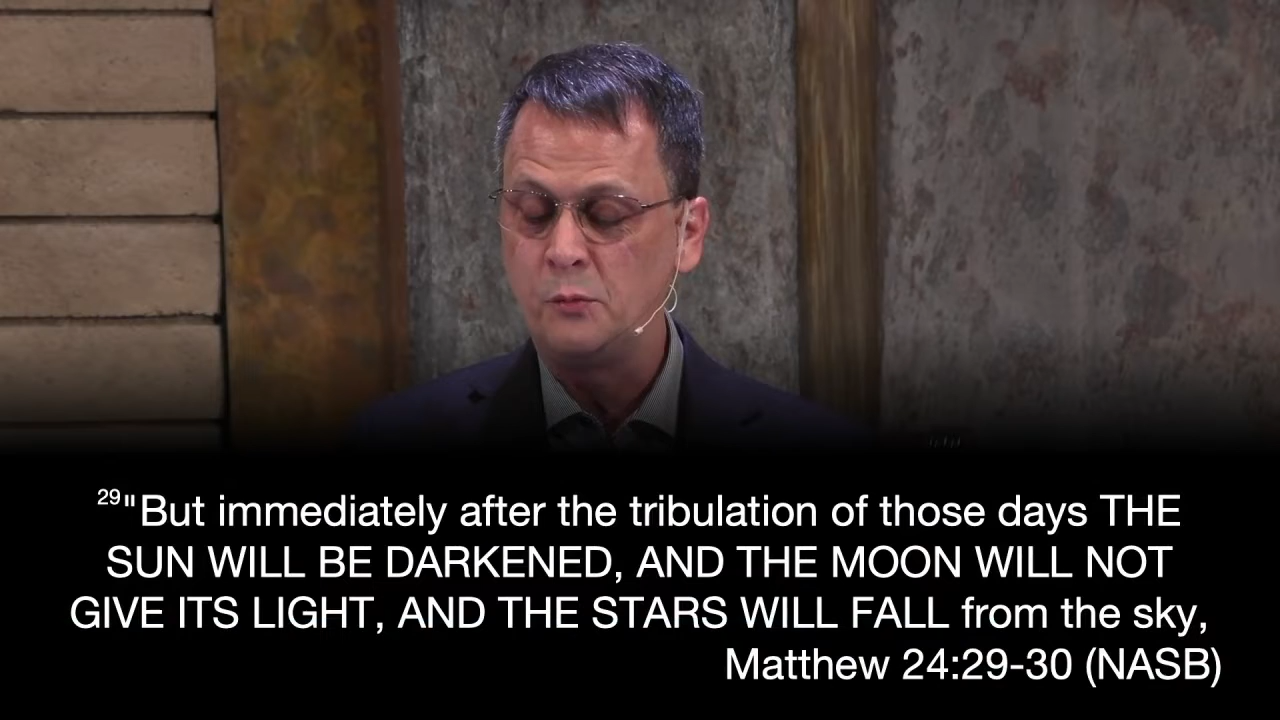 29"But immediately after the tribulation of those days THE
SUN WILL BE DARKENED, AND THE MOON WILL NOT
GIVE ITS LIGHT, AND THE STARS WILL FALL from the sky,
Matthew 24:29-30 (NASB)